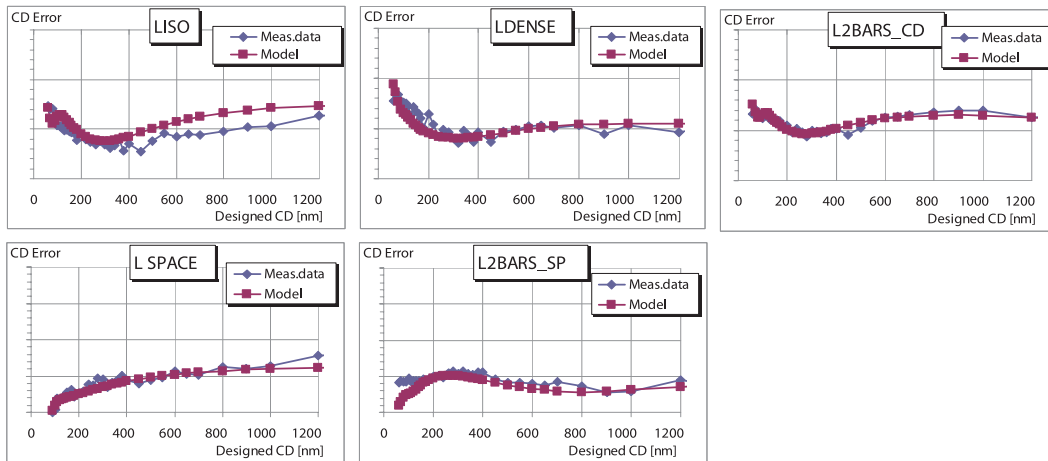 CD Error
LISO
Meas.data
Model
0 200 400 600 800 1000 1200
Designed CD [nm]
CD Error
LDENSE
Meas.data
Model
0 200 400 600 800 1000 1200
Designed CD [nm]
CD Error
L2BARS_CD
Meas.data
Model
0 200 400 600 800 1000 1200
Designed CD [nm]
CD Error
L SPACE
Meas.data
Model
0 200 400 600 800 1000 1200
Designed CD [nm]
CD Error
L2BARS_SP
Meas.data
Model
0 200 400 600 800 1000 1200
Designed CD [nm]